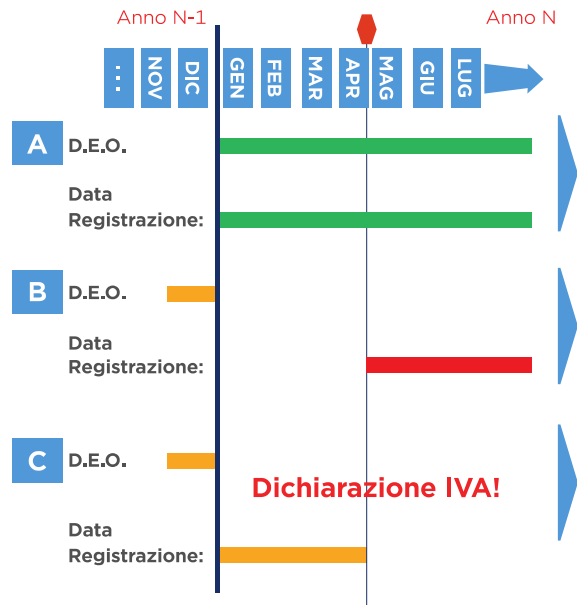 Anno N-1
Anno N
...
NOV
DIC
GEN
FEB
MAR
APR
MAG
GIU
LUG
A
D.E.O.
Data
Registrazione:
B
D.E.O.
Data
Registrazione:
C
D.E.O.
Dichiarazione IVA!
Data
Registrazione: